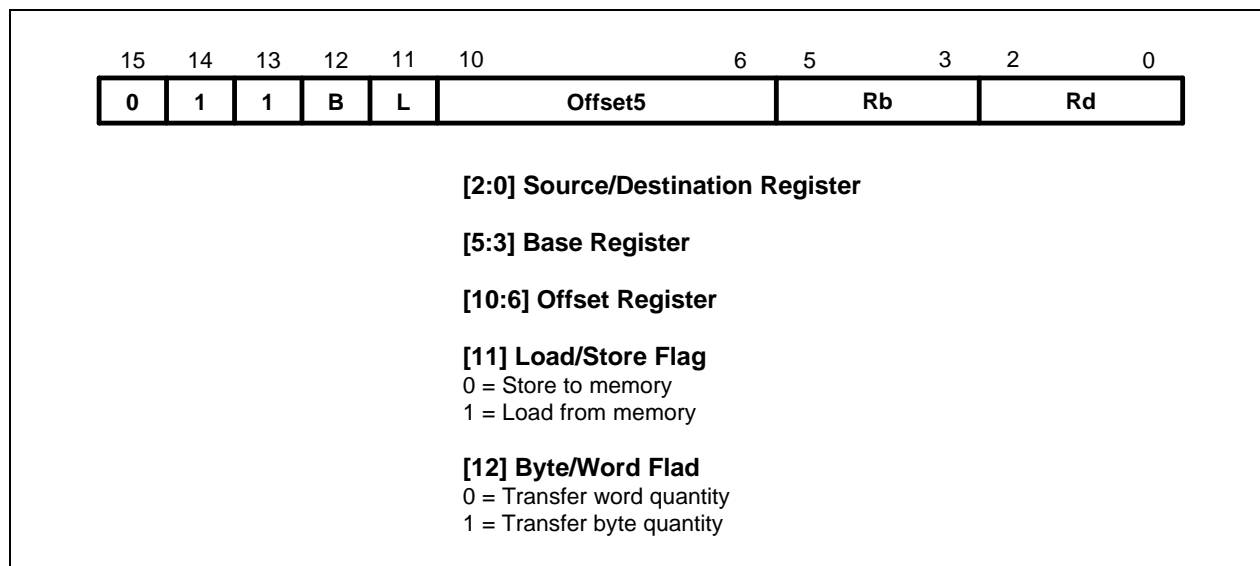 15 14 13 12 11 10 6 5 3 2 0
0 1 1 B L Offset5 Rb Rd
[2:0] Source/Destination Register
[5:3] Base Register
[10:6] Offset Register
[11] Load/Store Flag
0 = Store to memory
1 = Load from memory
[12] Byte/Word Flad
0 = Transfer word quantity
1 = Transfer byte quantity